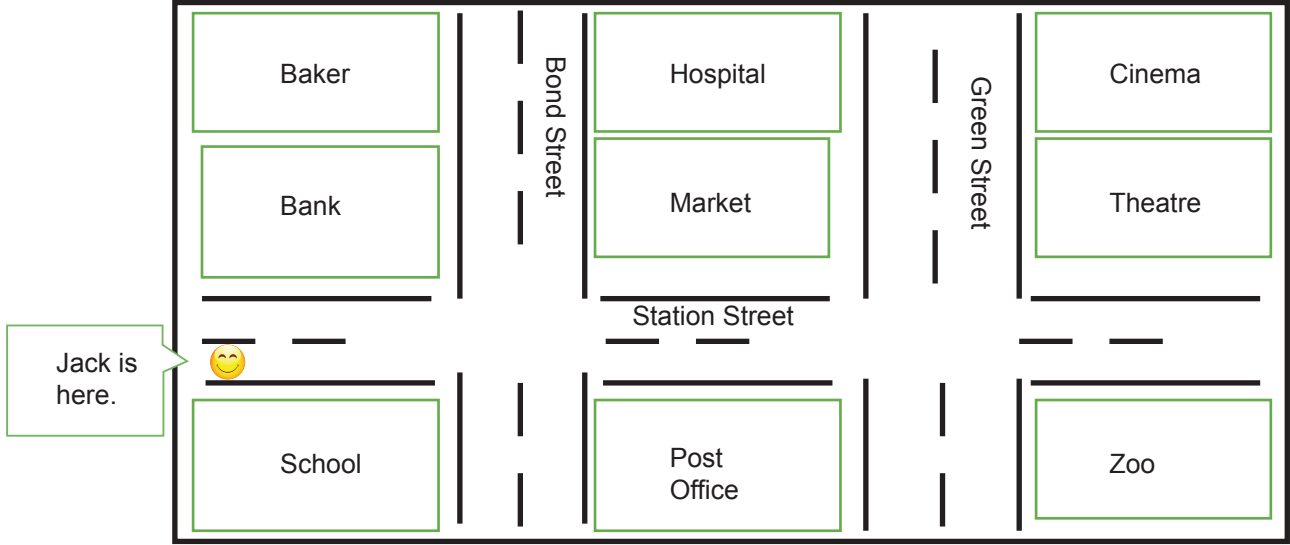 Baker
Bond Street
Hospital
Green Street
Cinema
Bank
Market
Theatre
Station Street
Jack is
here.
School
Post
Office
Zoo